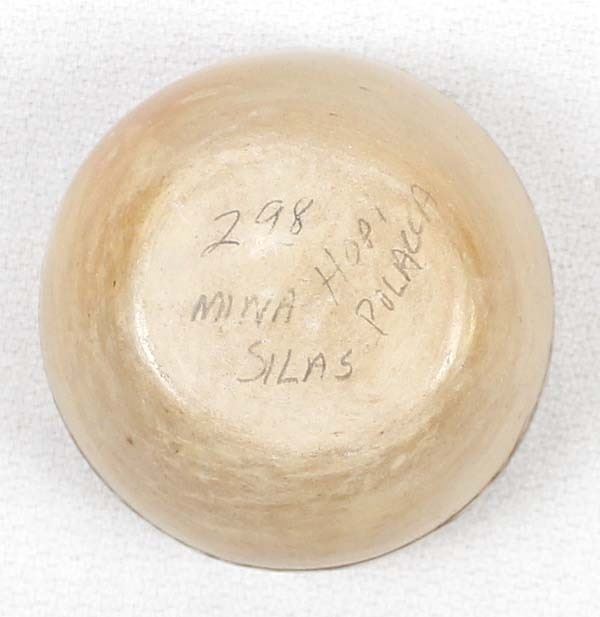 298
MINA
SILAS
HOPI
POLACCA